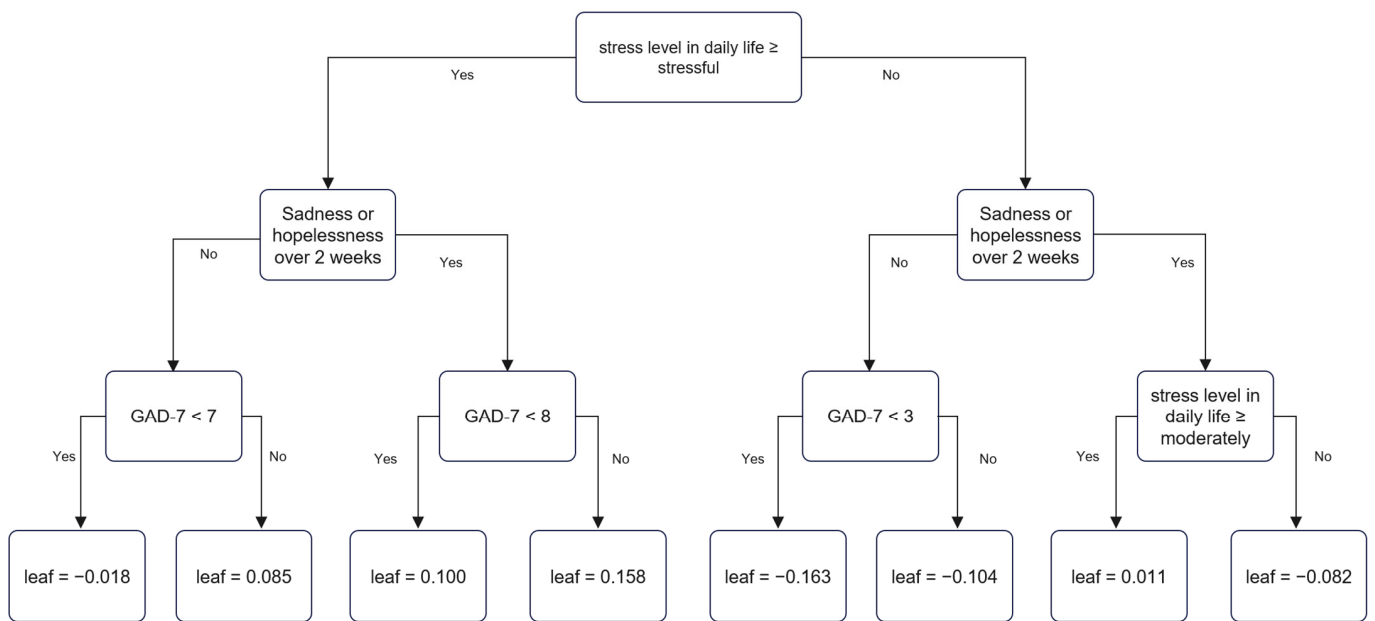 stress level in daily life ≥
stressful
Yes
No
Sadness or
hopelessness
over 2 weeks
Sadness or
hopelessness
over 2 weeks
No
Yes
No
Yes
GAD-7 < 7
GAD-7 < 8
GAD-7 < 3
stress level in
daily life ≥
moderately
Yes
No
Yes
No
Yes
No
Yes
No
leaf = −0.018
leaf = 0.085
leaf = 0.100
leaf = 0.158
leaf = −0.163
leaf = −0.104
leaf = 0.011
leaf = −0.082